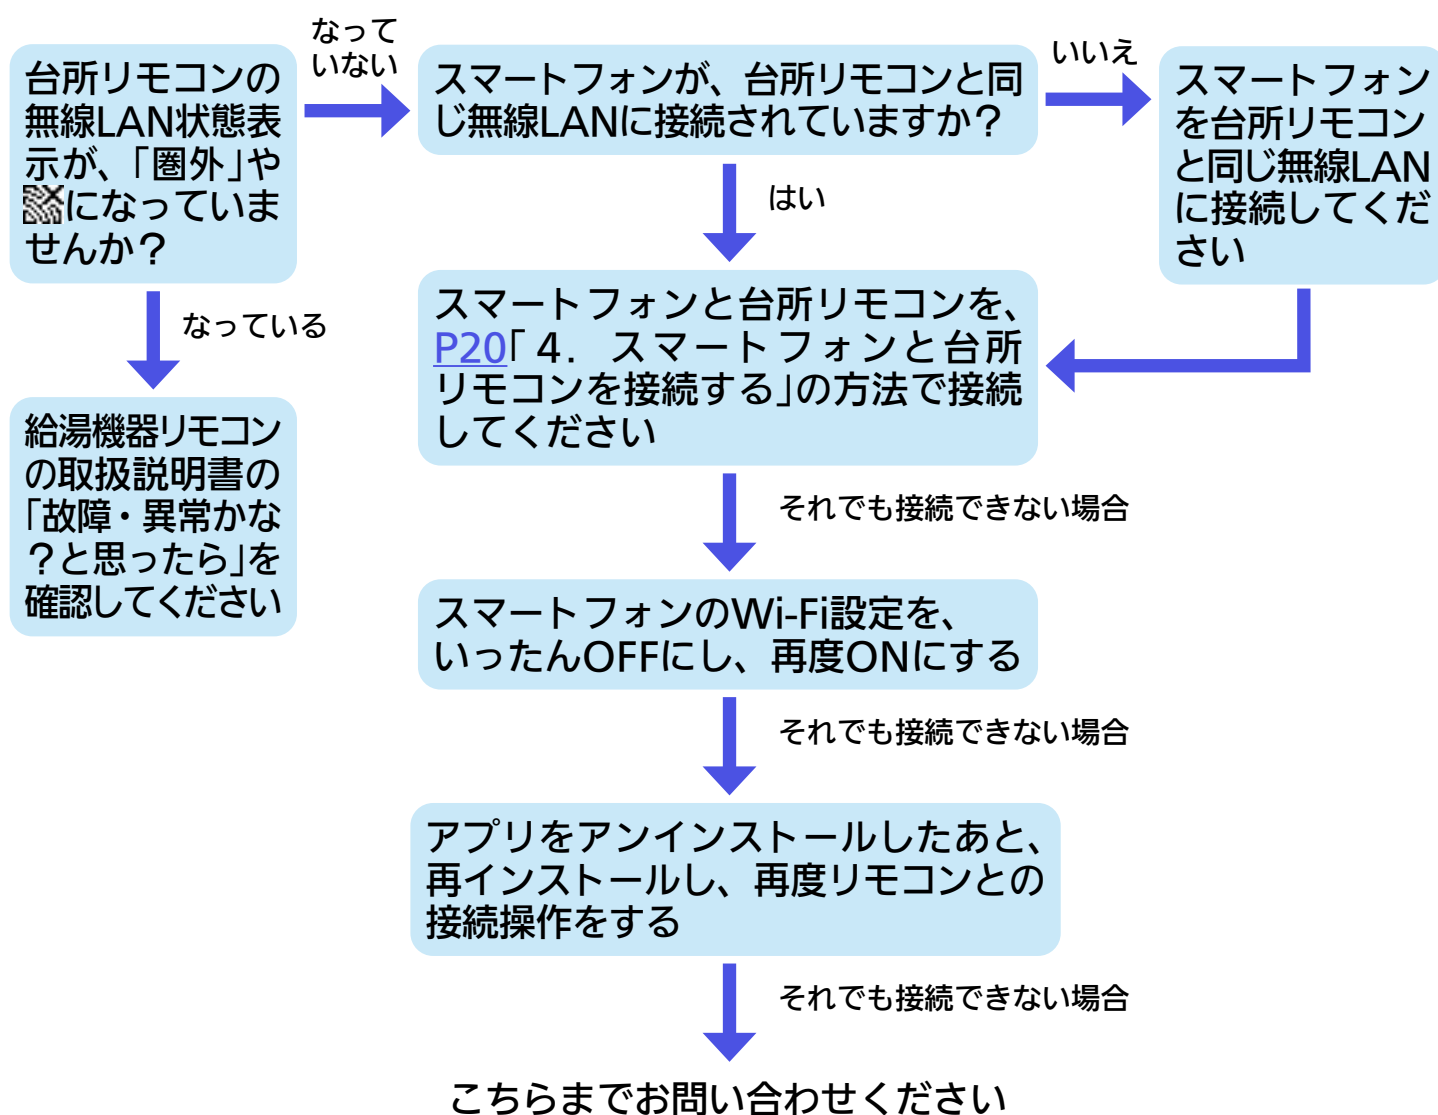 台所リモコンの
無線LAN状態表
示が、「圏外」や
になっていま
せんか？
なって
いない
スマートフォンが、台所リモコンと同
じ無線LANに接続されていますか？
いいえ
スマートフォン
を台所リモコン
と同じ無線LAN
に接続してくだ
さい
はい
なっている
給湯機器リモコン
の取扱説明書の
「故障・異常かな
？と思ったら」を
確認してください
スマートフォンと台所リモコンを、
P20「４．スマートフォンと台所
リモコンを接続する」の方法で接続
してください
それでも接続できない場合
スマートフォンのWi-Fi設定を、
いったんOFFにし、再度ONにする
それでも接続できない場合
アプリをアンインストールしたあと、
再インストールし、再度リモコンとの
接続操作をする
それでも接続できない場合
こちらまでお問い合わせください